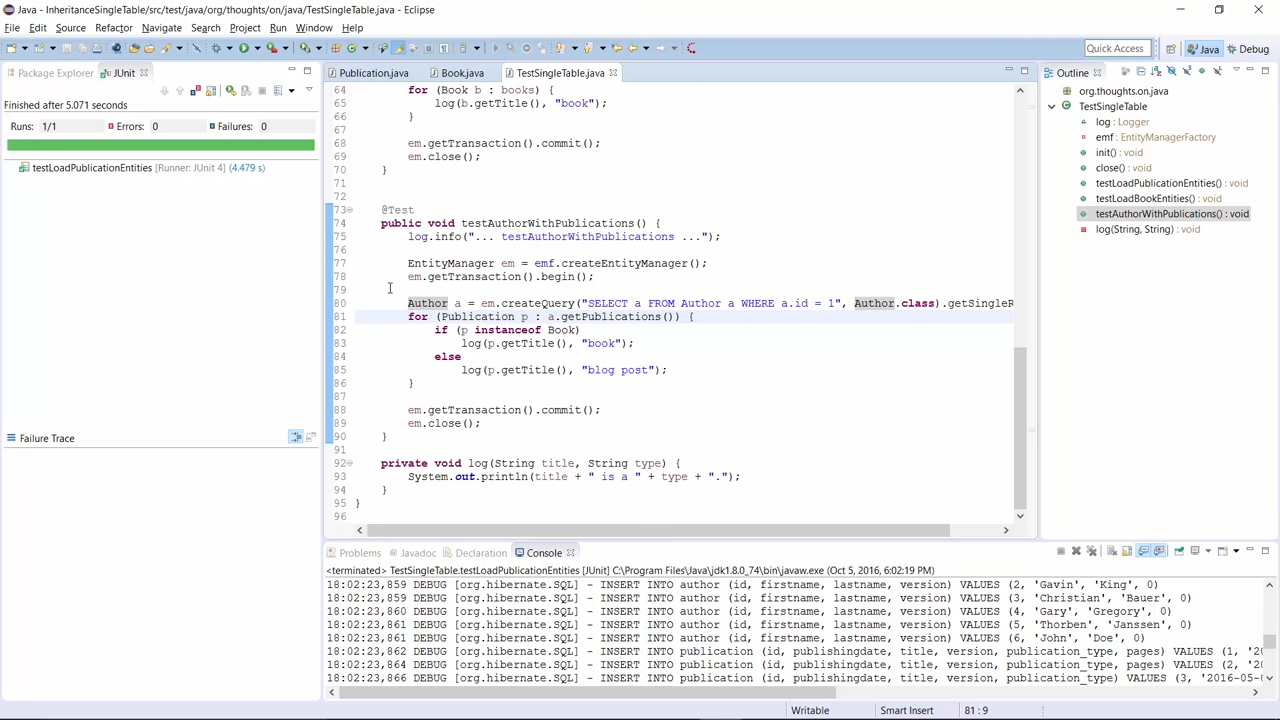 Java - InheritanceSingleTable/src/test/java/org/thoughts/on/java/TestSingleTable.java - Eclipse
File Edit Source Refactor Navigate Search Project Run Window Help
Quick Access Java Debug
Package Explorer JUnit
Finished after 5.071 seconds
Runs: 1/1 Errors: 0 Failures: 0
testLoadPublicationEntities [Runner: JUnit 4] (4.479 s)
Failure Trace
Publication.java Book.java TestSingleTable.java
64 for (Book b : books) {
65 log(b.getTitle(), "book");
66 }
67
68 em.getTransaction().commit();
69 em.close();
70 }
71
72
73 @Test
74 public void testAuthorWithPublications() {
75 log.info("... testAuthorWithPublications ...");
76
77 EntityManager em = emf.createEntityManager();
78 em.getTransaction().begin();
79
80 Author a = em.createQuery("SELECT a FROM Author a WHERE a.id = 1", Author.class).getSingleR
81 for (Publication p : a.getPublications()) {
82 if (p instanceof Book)
83 log(p.getTitle(), "book");
84 else
85 log(p.getTitle(), "blog post");
86 }
87
88 em.getTransaction().commit();
89 em.close();
90 }
91
92 private void log(String title, String type) {
93 System.out.println(title + " is a " + type + ".");
94 }
95 }
96
Outline
org.thoughts.on.java
TestSingleTable
log : Logger
emf : EntityManagerFactory
init() : void
close() : void
testLoadPublicationEntities() : void
testLoadBookEntities() : void
testAuthorWithPublications() : void
log(String, String) : void
Problems Javadoc Declaration Console
<terminated> TestSingleTable.testLoadPublicationEntities [JUnit] C:\Program Files\Java\jdk1.8.0_74\bin\javaw.exe (Oct 5, 2016, 6:02:19 PM)
18:02:23,859 DEBUG [org.hibernate.SQL] - INSERT INTO author (id, firstname, lastname, version) VALUES (2, 'Gavin', 'King', 0)
18:02:23,859 DEBUG [org.hibernate.SQL] - INSERT INTO author (id, firstname, lastname, version) VALUES (3, 'Christian', 'Bauer', 0)
18:02:23,860 DEBUG [org.hibernate.SQL] - INSERT INTO author (id, firstname, lastname, version) VALUES (4, 'Gary', 'Gregory', 0)
18:02:23,861 DEBUG [org.hibernate.SQL] - INSERT INTO author (id, firstname, lastname, version) VALUES (5, 'Thorben', 'Janssen', 0)
18:02:23,861 DEBUG [org.hibernate.SQL] - INSERT INTO author (id, firstname, lastname, version) VALUES (6, 'John', 'Doe', 0)
18:02:23,862 DEBUG [org.hibernate.SQL] - INSERT INTO publication (id, publishingdate, title, version, publication_type, pages) VALUES (1, '20
18:02:23,864 DEBUG [org.hibernate.SQL] - INSERT INTO publication (id, publishingdate, title, version, publication_type, pages) VALUES (2, '20
18:02:23,866 DEBUG [org.hibernate.SQL] - INSERT INTO publication (id, publishingdate, title, version, publication_type) VALUES (3, '2016-05-0
Writable Smart Insert 81 : 9